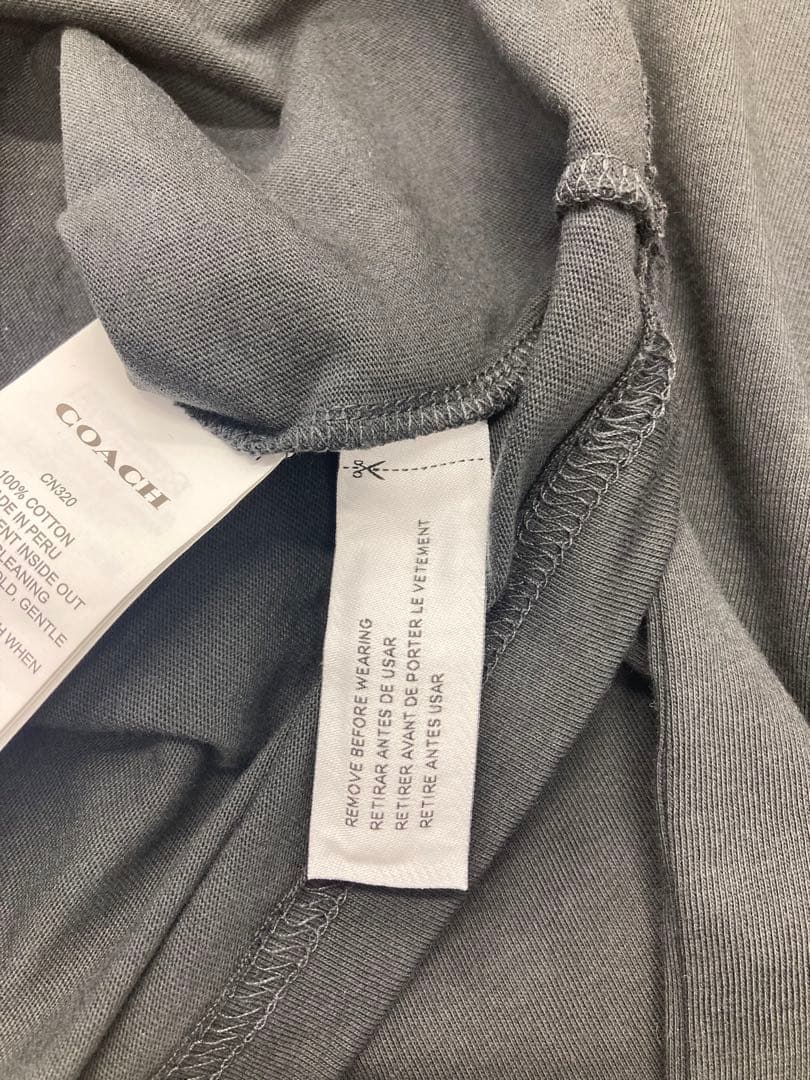 COACH
CN320
100% COTTON
DE IN PERU
ENT INSIDE OUT
LEANING
OLD, GENTLE
H WHEN
REMOVE BEFORE WEARING
RETIRAR ANTES DE USAR
RETIRER AVANT DE PORTER LE VETEMENT
RETIRE ANTES USAR